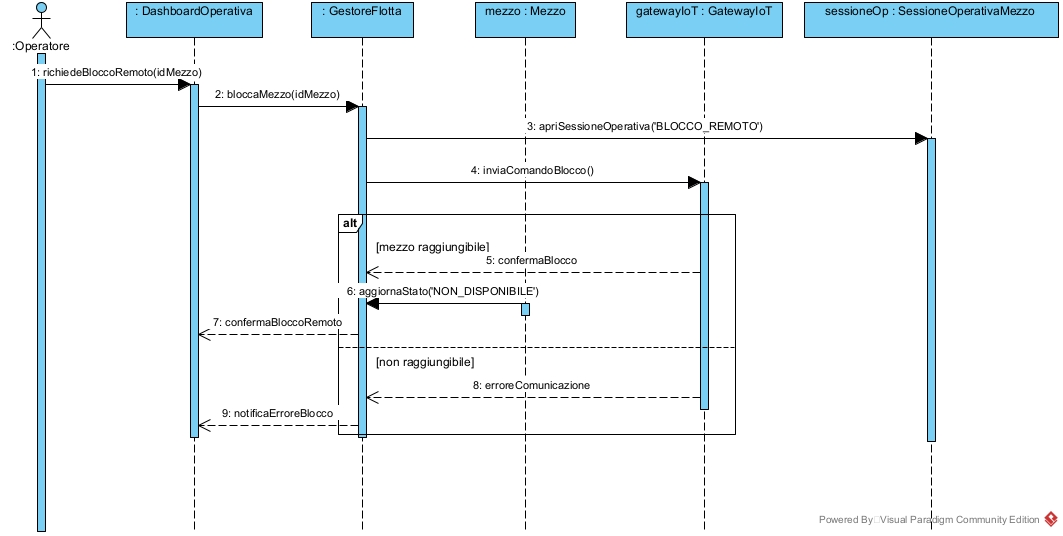 :Operatore
: DashboardOperativa
: GestoreFlotta
mezzo : Mezzo
gatewayIoT : GatewayIoT
sessioneOp : SessioneOperativaMezzo
1: richiedeBloccoRemoto(idMezzo)
2: bloccaMezzo(idMezzo)
3: apriSessioneOperativa('BLOCCO_REMOTO')
4: inviaComandoBlocco()
alt
[mezzo raggiungibile]
5: confermaBlocco
6: aggiornaStato('NON_DISPONIBILE')
7: confermaBloccoRemoto
[non raggiungibile]
8: erroreComunicazione
9: notificaErroreBlocco
Powered By Visual Paradigm Community Edition